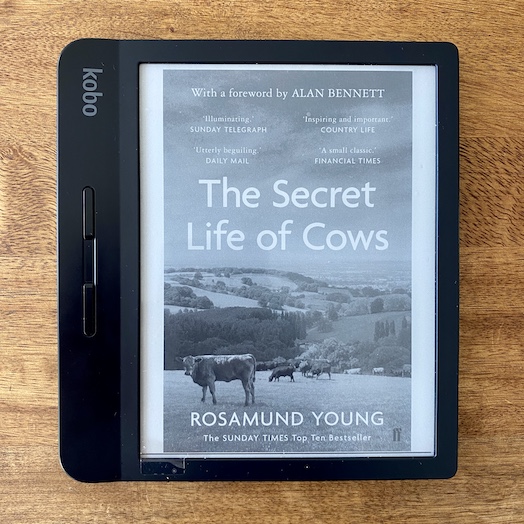 kobo
With a foreword by ALAN BENNETT
'Illuminating.'
SUNDAY TELEGRAPH
'Inspiring and important.'
COUNTRY LIFE
'Utterly beguiling.'
DAILY MAIL
'A small classic.'
FINANCIAL TIMES
The Secret
Life of Cows
ROSAMUND YOUNG
The SUNDAY TIMES Top Ten Bestseller
ff